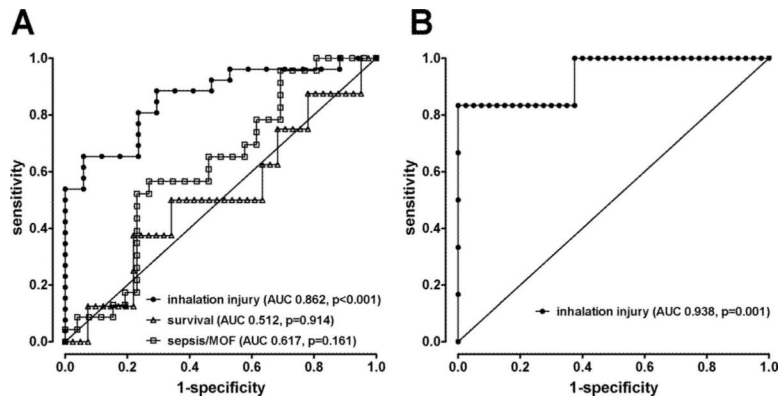 A
1.0
0.8
0.6
0.4
0.2
0.0
sensitivity
inhalation injury (AUC 0.862, p<0.001)
survival (AUC 0.512, p=0.914)
sepsis/MOF (AUC 0.617, p=0.161)
0.0 0.2 0.4 0.6 0.8 1.0
1-specificity
B
1.0
0.8
0.6
0.4
0.2
0.0
sensitivity
inhalation injury (AUC 0.938, p=0.001)
0.0 0.2 0.4 0.6 0.8 1.0
1-specificity